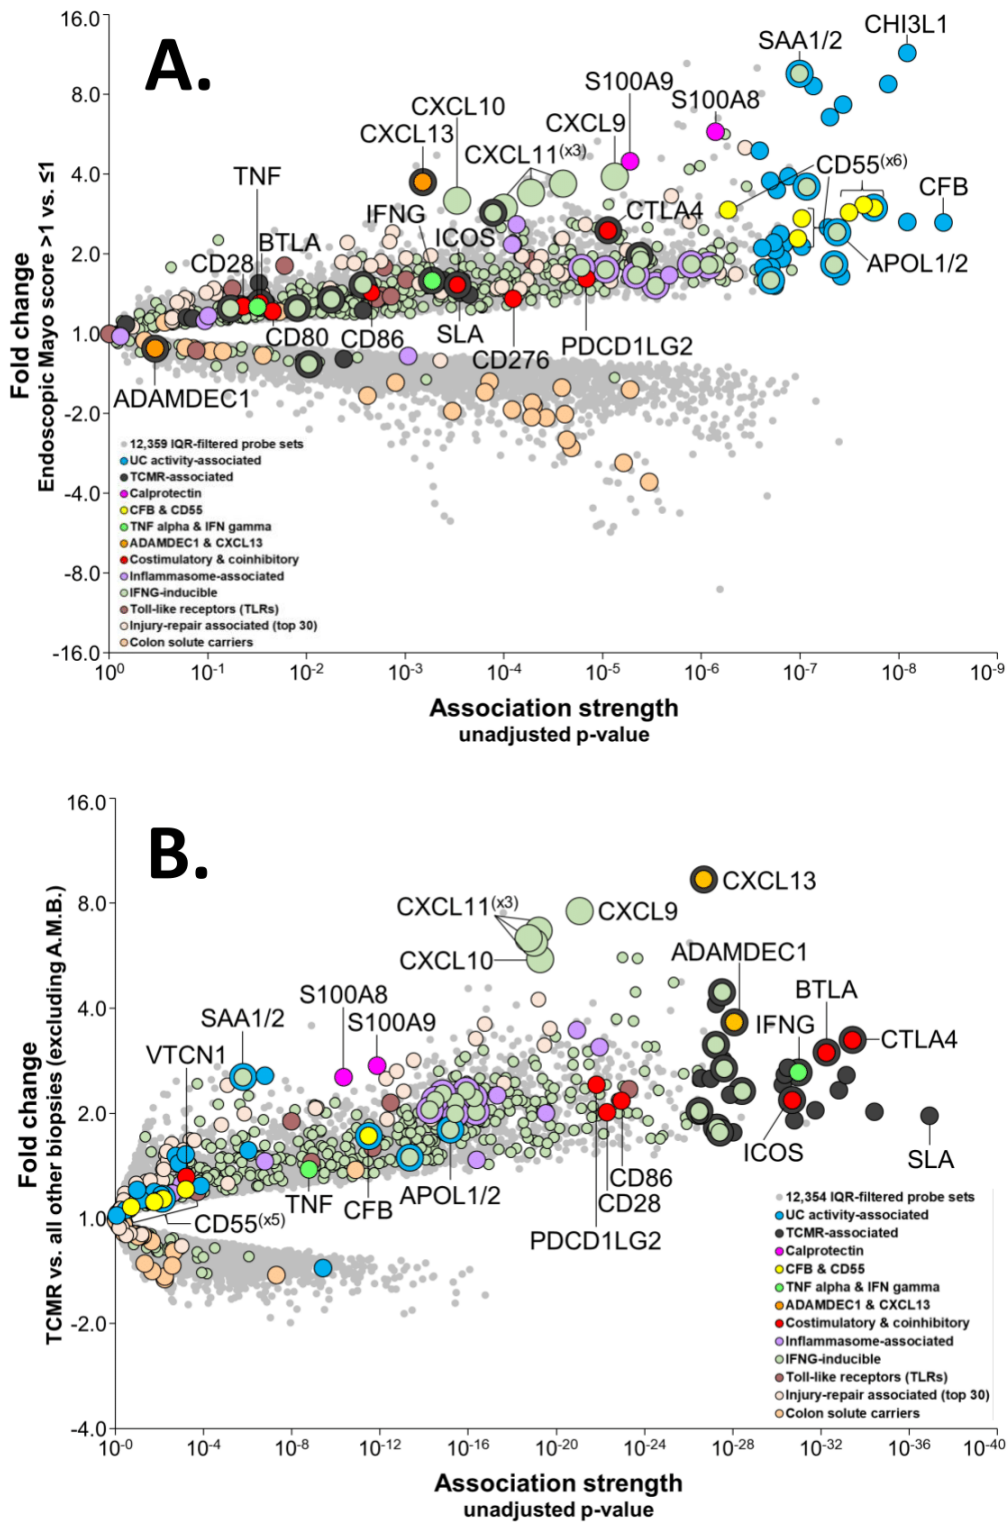 A.
16.0
8.0
4.0
2.0
1.0
-2.0
-4.0
-8.0
-16.0
Fold change
Endoscopic Mayo score >1 vs. ≤1
CHI3L1
SAA1/2
S100A9
S100A8
CXCL10
CXCL13
CXCL9
CXCL11(x3)
CD55(x6)
CFB
TNF
IFNG
CTLA4
BTLA
ICOS
CD28
APOL1/2
CD80
CD86
SLA
CD276
PDCD1LG2
ADAMDEC1
12,359 IQR-filtered probe sets
UC activity-associated
TCMR-associated
Calprotectin
CFB & CD55
TNF alpha & IFN gamma
ADAMDEC1 & CXCL13
Costimulatory & coinhibitory
Inflammasome-associated
IFNG-inducible
Toll-like receptors (TLRs)
Injury-repair associated (top 30)
Colon solute carriers
10⁰ 10⁻¹ 10⁻² 10⁻³ 10⁻⁴ 10⁻⁵ 10⁻⁶ 10⁻⁷ 10⁻⁸ 10⁻⁹
Association strength
unadjusted p-value
B.
16.0
8.0
4.0
2.0
1.0
-2.0
-4.0
Fold change
TCMR vs. all other biopsies (excluding A.M.B.)
CXCL13
CXCL11(x3)
CXCL9
CXCL10
ADAMDEC1
S100A8
BTLA
SAA1/2
S100A9
IFNG
CTLA4
VTCN1
ICOS
SLA
CD86
TNF
APOL1/2
CD28
CFB
CD55(x5)
PDCD1LG2
12,354 IQR-filtered probe sets
UC activity-associated
TCMR-associated
Calprotectin
CFB & CD55
TNF alpha & IFN gamma
ADAMDEC1 & CXCL13
Costimulatory & coinhibitory
Inflammasome-associated
IFNG-inducible
Toll-like receptors (TLRs)
Injury-repair associated (top 30)
Colon solute carriers
10⁻⁰ 10⁻⁴ 10⁻⁸ 10⁻¹² 10⁻¹⁶ 10⁻²⁰ 10⁻²⁴ 10⁻²⁸ 10⁻³² 10⁻³⁶ 10⁻⁴⁰
Association strength
unadjusted p-value